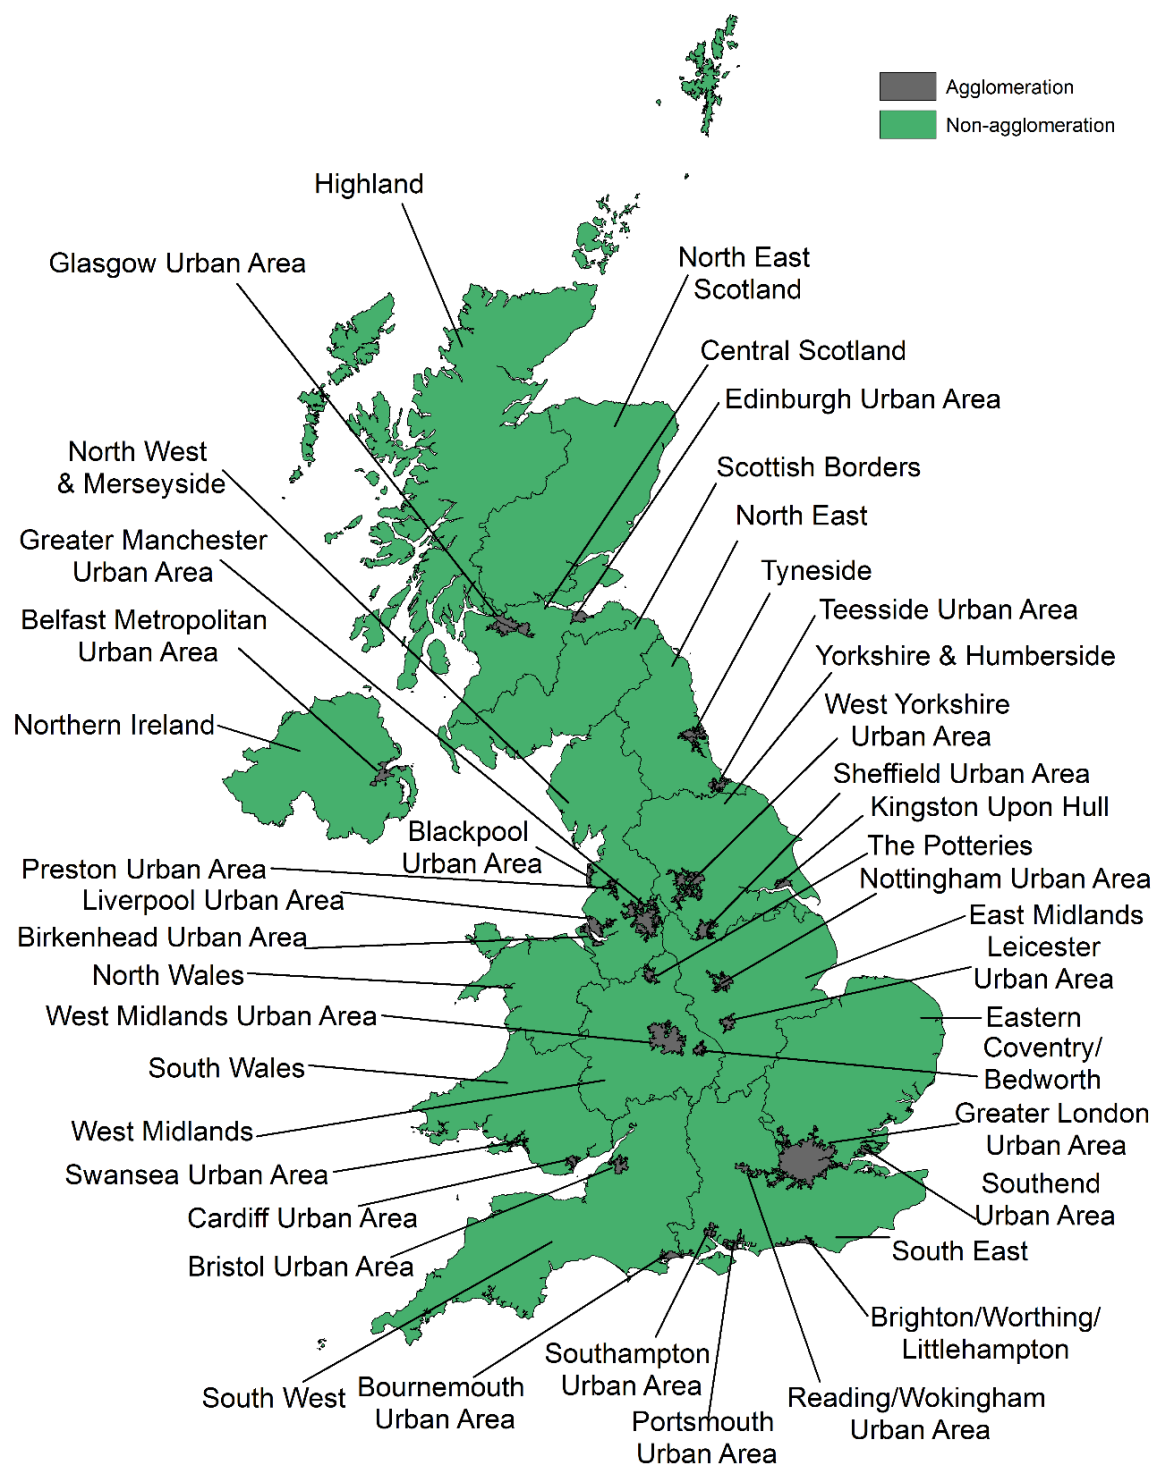 Agglomeration
Non-agglomeration
Highland
Glasgow Urban Area
North East
Scotland
Central Scotland
Edinburgh Urban Area
North West
& Merseyside
Scottish Borders
North East
Greater Manchester
Urban Area
Tyneside
Belfast Metropolitan
Urban Area
Teesside Urban Area
Yorkshire & Humberside
Northern Ireland
West Yorkshire
Urban Area
Sheffield Urban Area
Kingston Upon Hull
Blackpool
Urban Area
The Potteries
Preston Urban Area
Nottingham Urban Area
Liverpool Urban Area
East Midlands
Birkenhead Urban Area
Leicester
Urban Area
North Wales
West Midlands Urban Area
Eastern
Coventry/
Bedworth
South Wales
Greater London
Urban Area
West Midlands
Swansea Urban Area
Southend
Urban Area
Cardiff Urban Area
South East
Bristol Urban Area
Brighton/Worthing/
Littlehampton
Southampton
Urban Area
South West
Bournemouth
Urban Area
Reading/Wokingham
Urban Area
Portsmouth
Urban Area